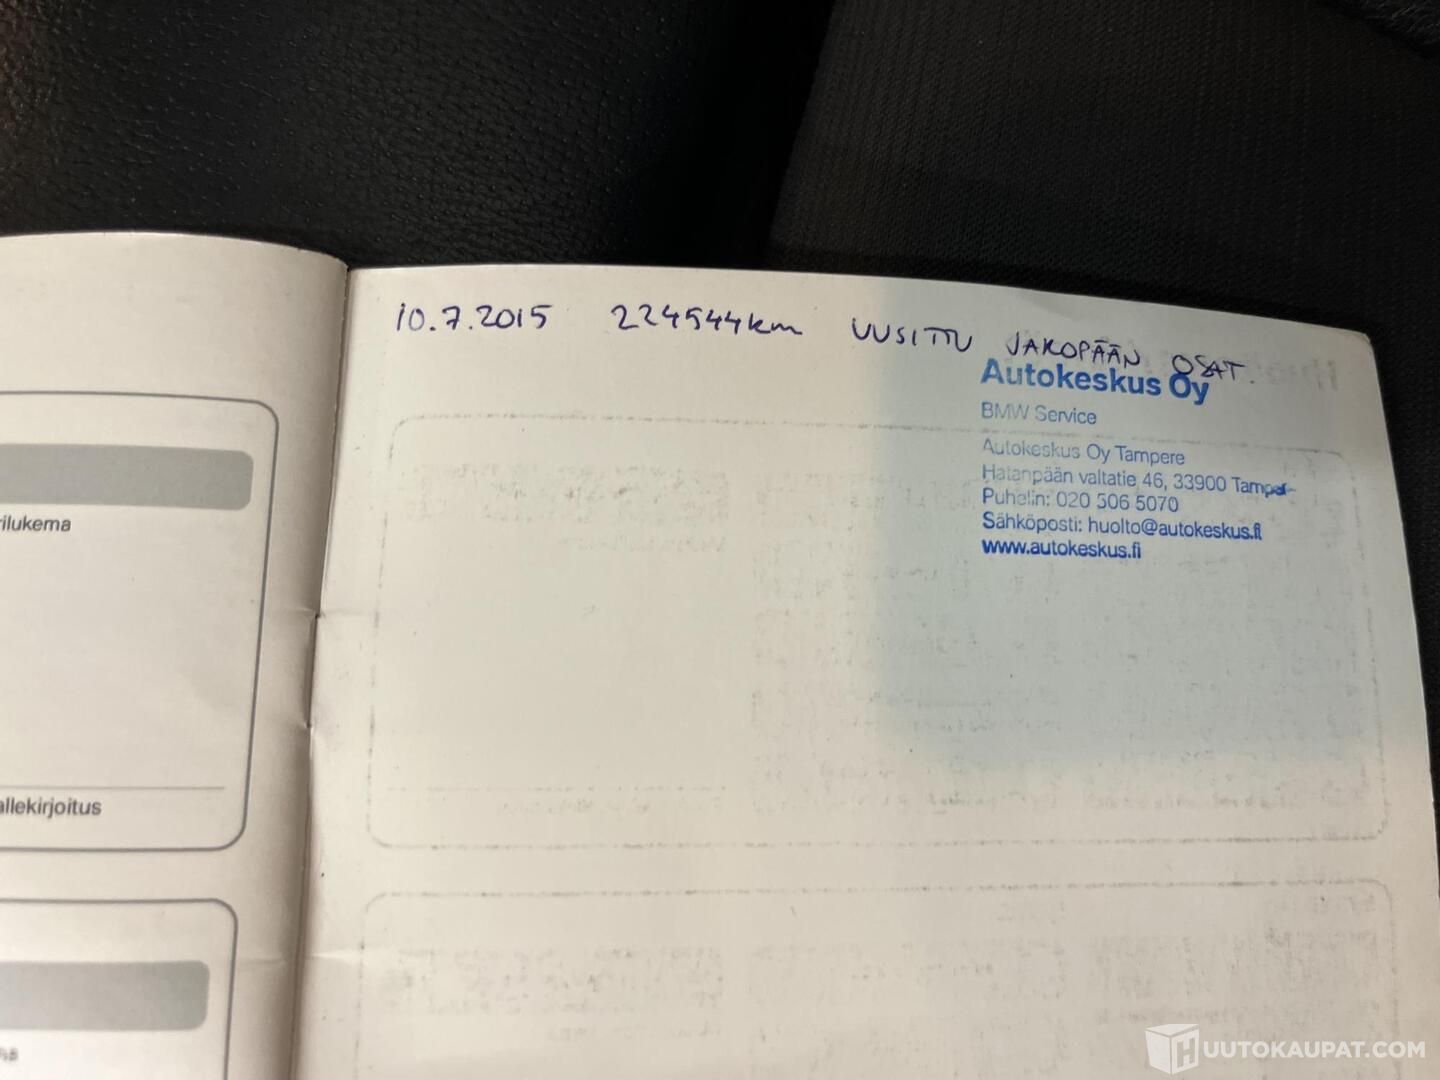 10.7.2015 224544km UUSITTU JAKOPÄÄN OSAT.
Autokeskus Oy
BMW Service
Autokeskus Oy Tampere
Hatanpään valtatie 46, 33900
Puhelin: 020 506 5070
Sähköposti: huolto@autokeskus.fi
www.autokeskus.fi
rilukema
allekirjoitus
HUUTOKAUPAT.COM